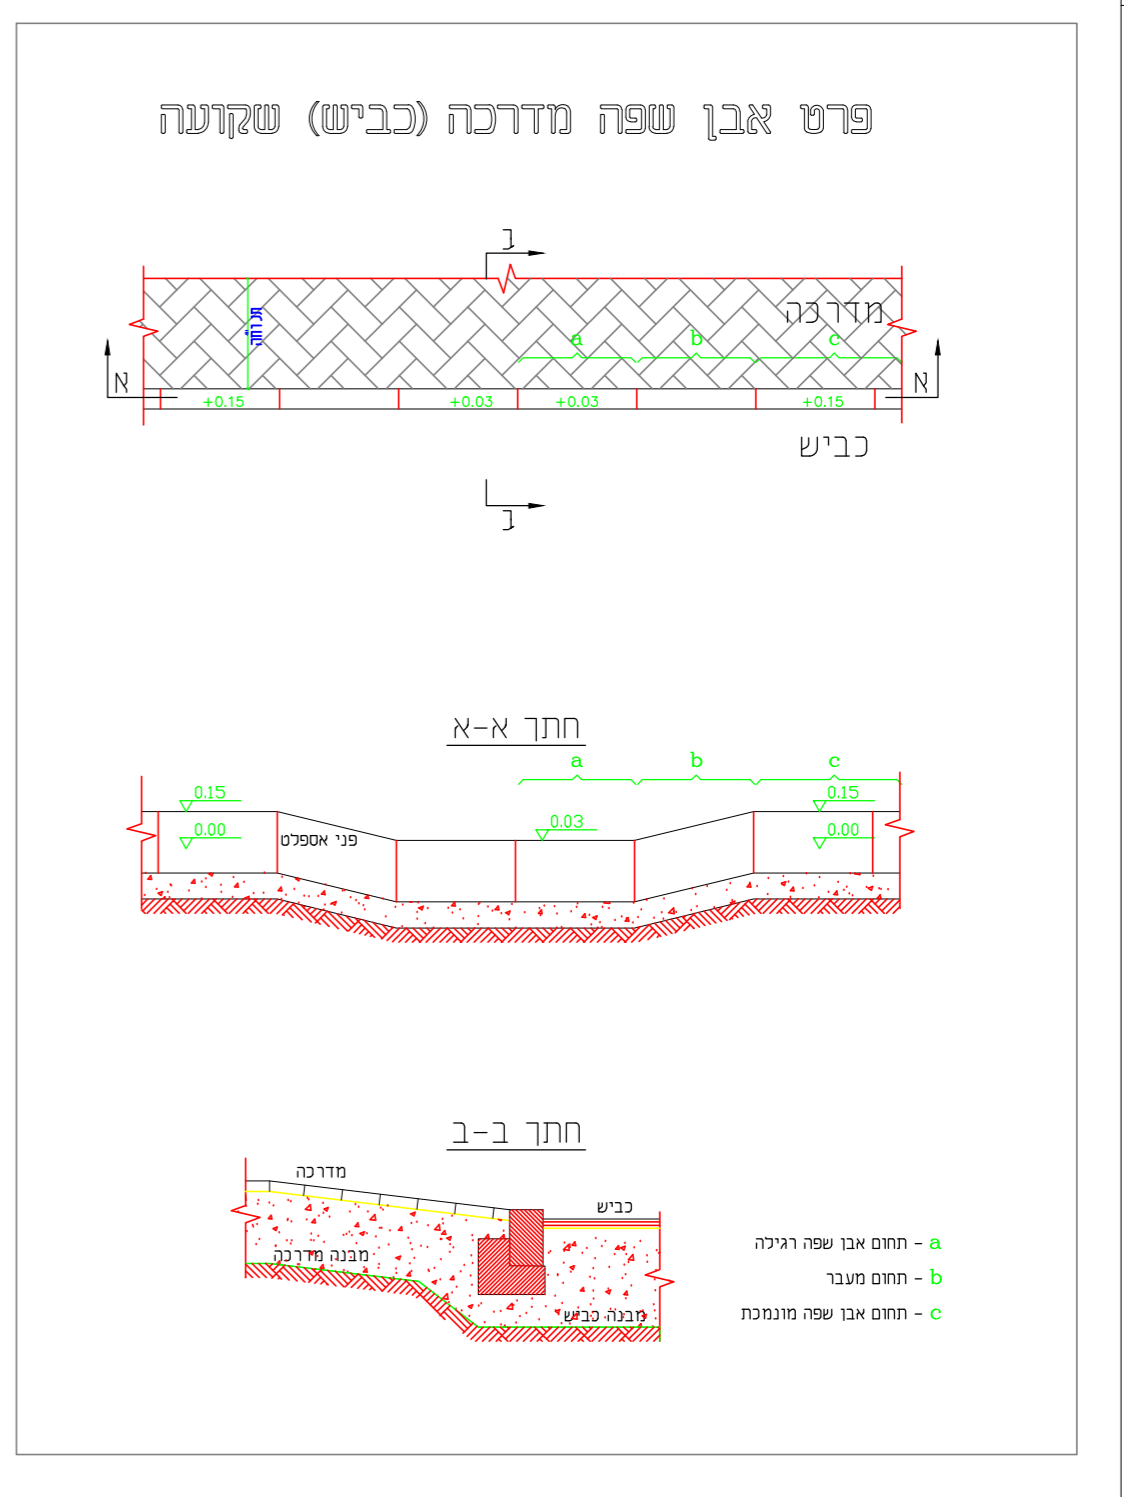 פרט אבן שפה מדרכה (כביש) שקועה
ב
מדרכה
a b c
א א
+0.15 +0.03 +0.03 +0.15
כביש
ב
חתך א-א
a b c
0.15 0.15
0.03
0.00 0.00
פני אספלט
חתך ב-ב
מדרכה
כביש
מבנה מדרכה
מבנה כביש
a - תחום אבן שפה רגילה
b - תחום מעבר
c - תחום אבן שפה מונמכת